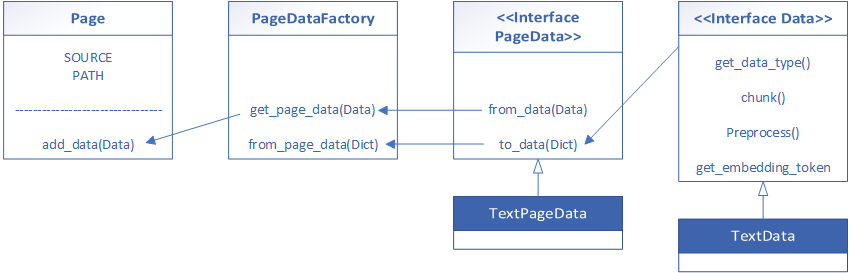 Page
SOURCE
PATH
add_data(Data)
PageDataFactory
get_page_data(Data)
from_page_data(Dict)
<<Interface
PageData>>
from_data(Data)
to_data(Dict)
TextPageData
<<Interface Data>>
get_data_type()
chunk()
Preprocess()
get_embedding_token
TextData